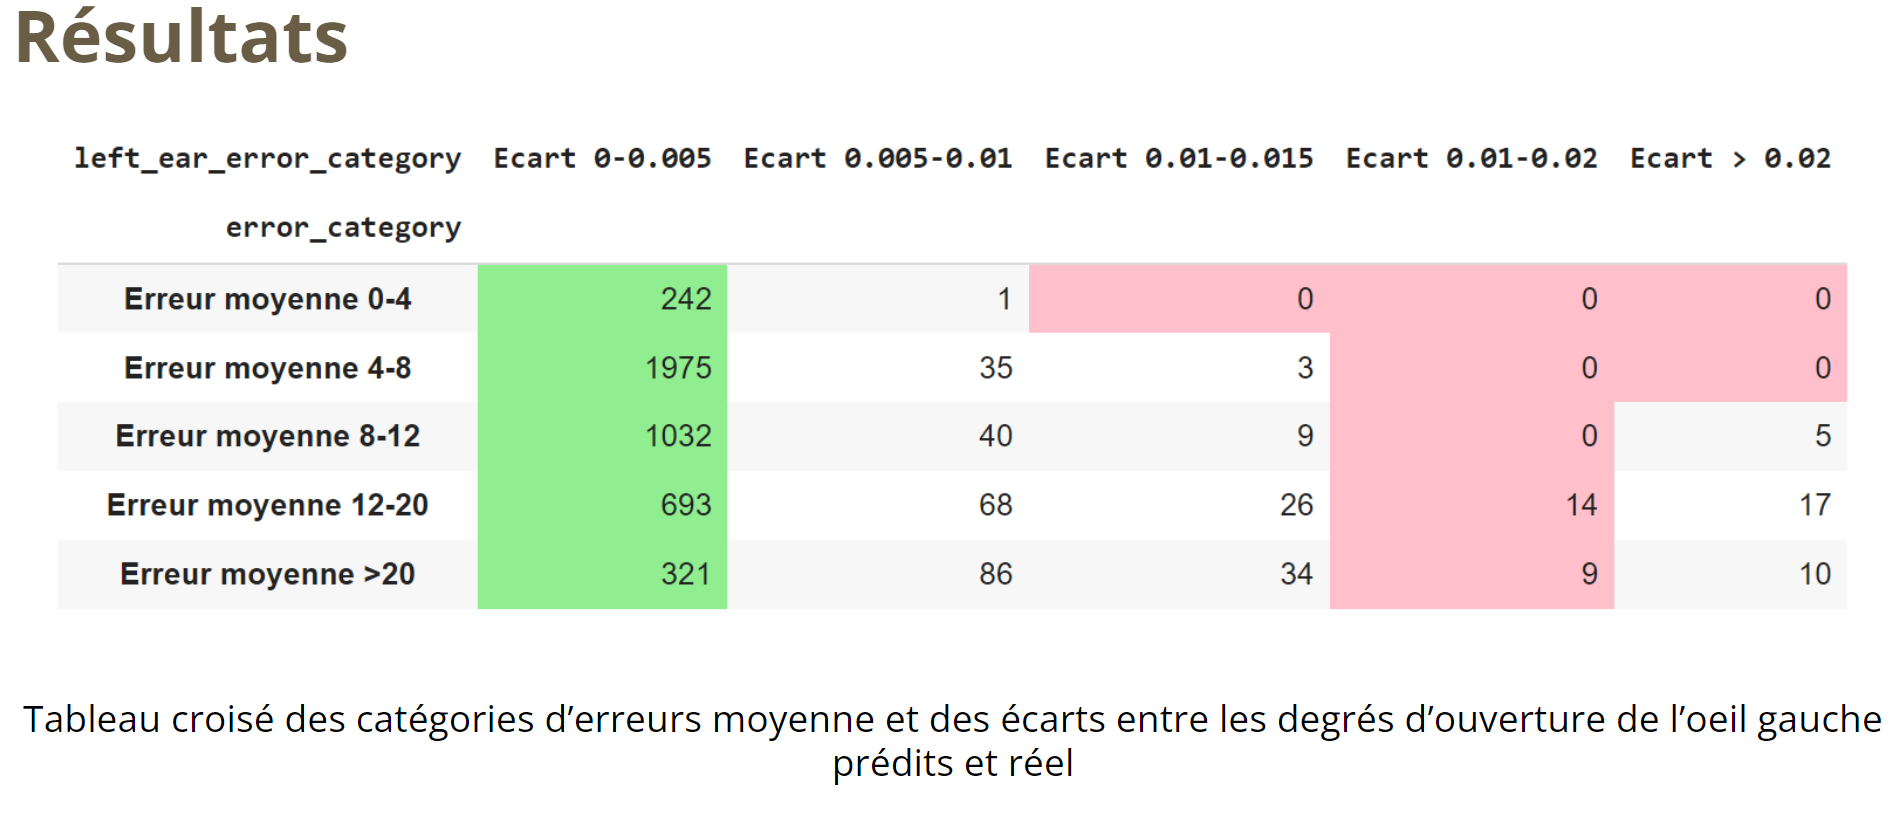 Résultats
left_ear_error_category Ecart 0-0.005 Ecart 0.005-0.01 Ecart 0.01-0.015 Ecart 0.01-0.02 Ecart > 0.02
error_category
Erreur moyenne 0-4 242 1 0 0 0
Erreur moyenne 4-8 1975 35 3 0 0
Erreur moyenne 8-12 1032 40 9 0 5
Erreur moyenne 12-20 693 68 26 14 17
Erreur moyenne >20 321 86 34 9 10
Tableau croisé des catégories d’erreurs moyenne et des écarts entre les degrés d’ouverture de l’oeil gauche
prédits et réel